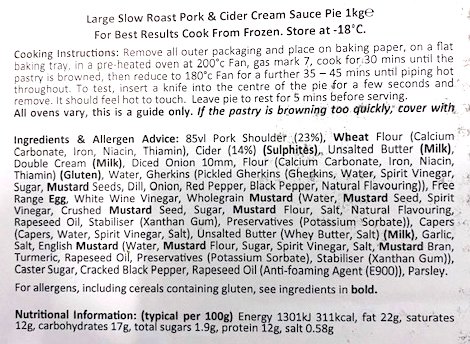 Large Slow Roast Pork & Cider Cream Sauce Pie 1kg℮
For Best Results Cook From Frozen. Store at -18°C.
Cooking Instructions: Remove all outer packaging and place on baking paper, on a flat
baking tray, in a pre-heated oven at 200°c Fan, gas mark 7, cook for 30 mins until the
pastry is browned, then reduce to 180°c Fan for a further 35 – 45 mins until piping hot
throughout. To test, insert a knife into the centre of the pie for a few seconds and
remove. It should feel hot to touch. Leave pie to rest for 5 mins before serving.
All ovens vary, this is a guide only. If the pastry is browning too quickly, cover with
Ingredients & Allergen Advice: 85vl Pork Shoulder (23%), Wheat Flour (Calcium
Carbonate, Iron, Niacin, Thiamin), Cider (14%) (Sulphites), Unsalted Butter (Milk),
Double Cream (Milk), Diced Onion 10mm, Flour (Calcium Carbonate, Iron, Niacin,
Thiamin) (Gluten), Water, Gherkins (Pickled Gherkins (Gherkins, Water, Spirit Vinegar,
Sugar, Mustard Seeds, Dill, Onion, Red Pepper, Black Pepper, Natural Flavouring)), Free
Range Egg, White Wine Vinegar, Wholegrain Mustard (Water, Mustard Seed, Spirit
Vinegar, Crushed Mustard Seed, Sugar, Mustard Flour, Salt, Natural Flavouring,
Rapeseed Oil, Stabiliser (Xanthan Gum), Preservatives (Potassium Sorbate)), Capers
(Capers, Water, Spirit Vinegar, Salt), Unsalted Butter (Whey Butter, Salt) (Milk), Garlic,
Salt, English Mustard (Water, Mustard Flour, Sugar, Spirit Vinegar, Salt, Mustard Bran,
Turmeric, Rapeseed Oil, Preservatives (Potassium Sorbate), Stabiliser (Xanthan Gum)),
Caster Sugar, Cracked Black Pepper, Rapeseed Oil (Anti-foaming Agent (E900)), Parsley.
For allergens, including cereals containing gluten, see ingredients in bold.
Nutritional Information: (typical per 100g) Energy 1301kJ 311kcal, fat 22g, saturates
12g, carbohydrates 17g, total sugars 1.9g, protein 12g, salt 0.58g